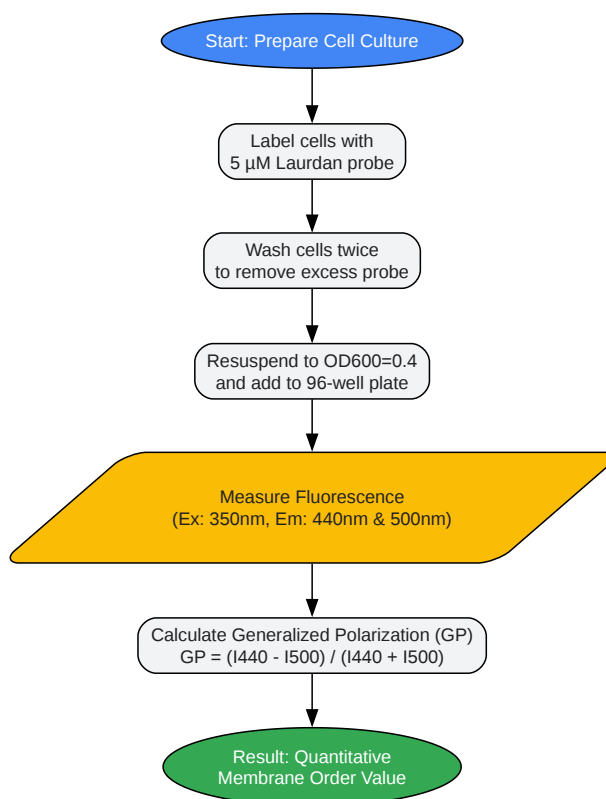 Start: Prepare Cell Culture
Label cells with
5 µM Laurdan probe
Wash cells twice
to remove excess probe
Resuspend to OD600=0.4
and add to 96-well plate
Measure Fluorescence
(Ex: 350nm, Em: 440nm & 500nm)
Calculate Generalized Polarization (GP)
GP = (I440 - I500) / (I440 + I500)
Result: Quantitative
Membrane Order Value